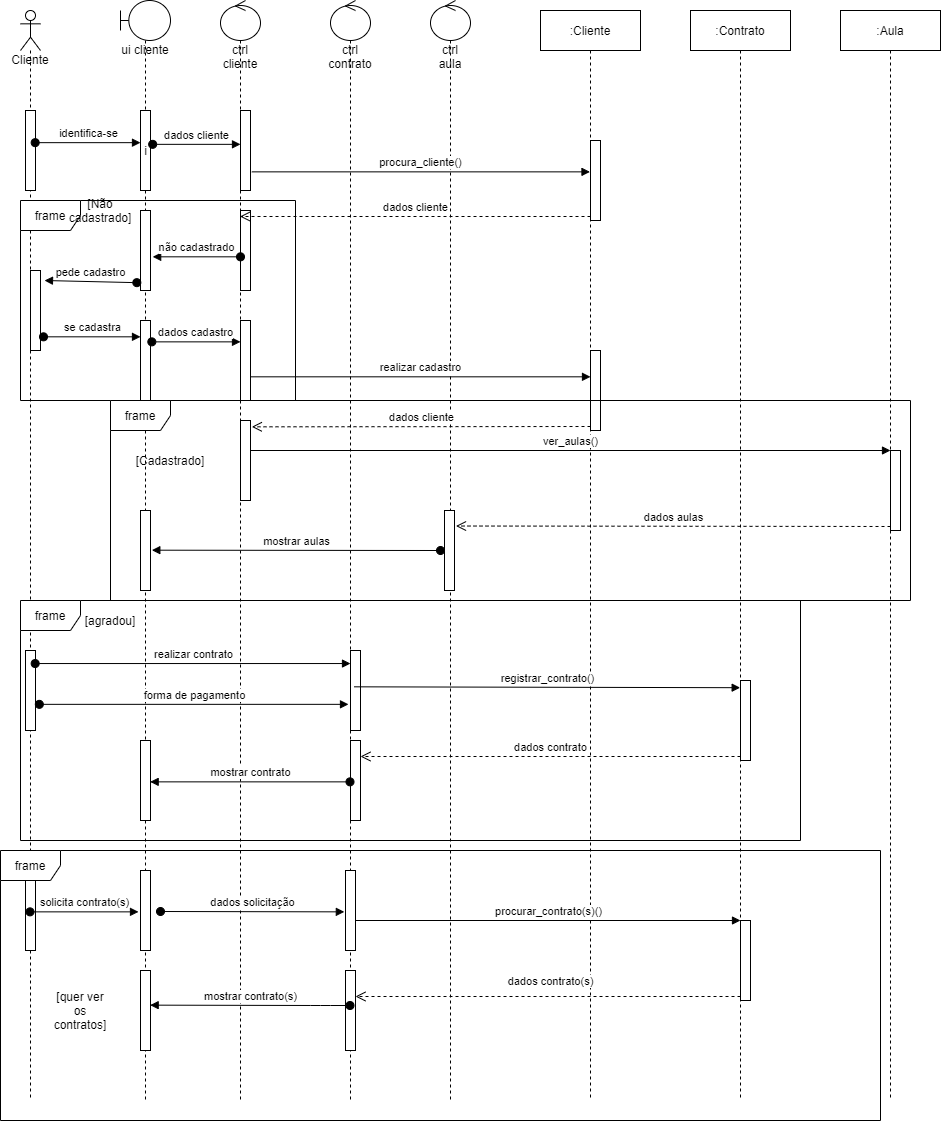 Cliente
ui cliente
ctrl
cliente
ctrl
contrato
ctrl
aula
:Cliente
:Contrato
:Aula
identifica-se
i
dados cliente
procura_cliente()
frame
[Não
cadastrado]
dados cliente
não cadastrado
pede cadastro
se cadastra
dados cadastro
realizar cadastro
frame
dados cliente
[Cadastrado]
ver_aulas()
dados aulas
mostrar aulas
frame
[agradou]
realizar contrato
registrar_contrato()
forma de pagamento
dados contrato
mostrar contrato
frame
solicita contrato(s)
dados solicitação
procurar_contrato(s)()
dados contrato(s)
[quer ver
os
contratos]
mostrar contrato(s)